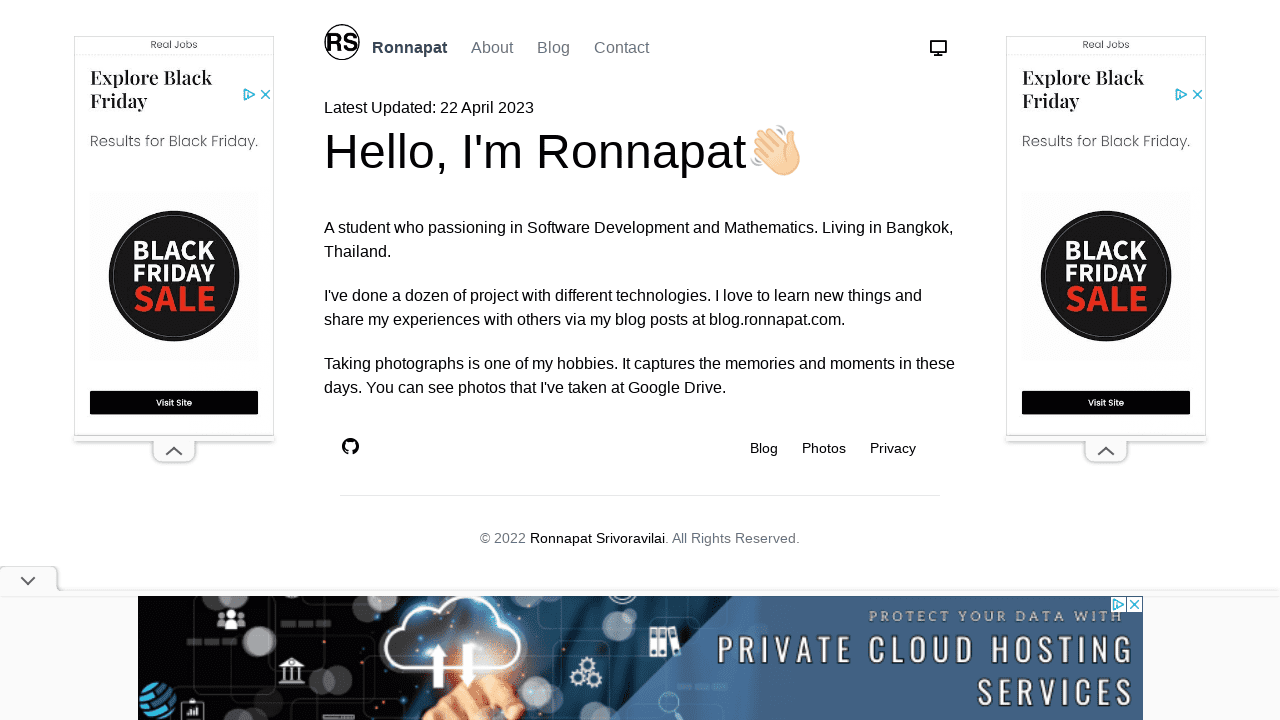 RS
Ronnapat
About
Blog
Contact
Latest Updated: 22 April 2023
Hello, I'm Ronnapat👋🏻
A student who passioning in Software Development and Mathematics. Living in Bangkok,
Thailand.
I've done a dozen of project with different technologies. I love to learn new things and
share my experiences with others via my blog posts at blog.ronnapat.com.
Taking photographs is one of my hobbies. It captures the memories and moments in these
days. You can see photos that I've taken at Google Drive.
Blog
Photos
Privacy
© 2022 Ronnapat Srivoravilai. All Rights Reserved.
Real Jobs
Explore Black
Friday
Results for Black Friday.
BLACK
FRIDAY
SALE
Visit Site
Real Jobs
Explore Black
Friday
Results for Black Friday.
BLACK
FRIDAY
SALE
Visit Site
PROTECT YOUR DATA WITH
PRIVATE CLOUD HOSTING
SERVICES